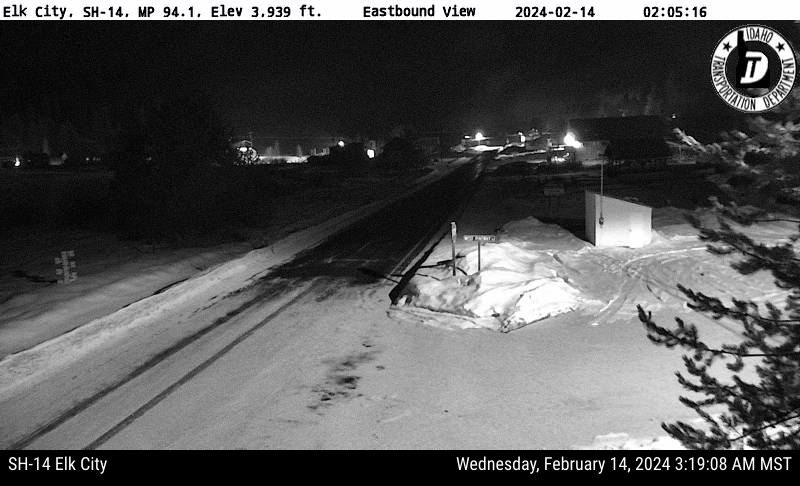 Elk City, SH-14, MP 94.1, Elev 3,939 ft. Eastbound View 2024-02-14 02:05:16
IDAHO
TRANSPORTATION DEPARTMENT
SH-14 Elk City Wednesday, February 14, 2024 3:19:08 AM MST